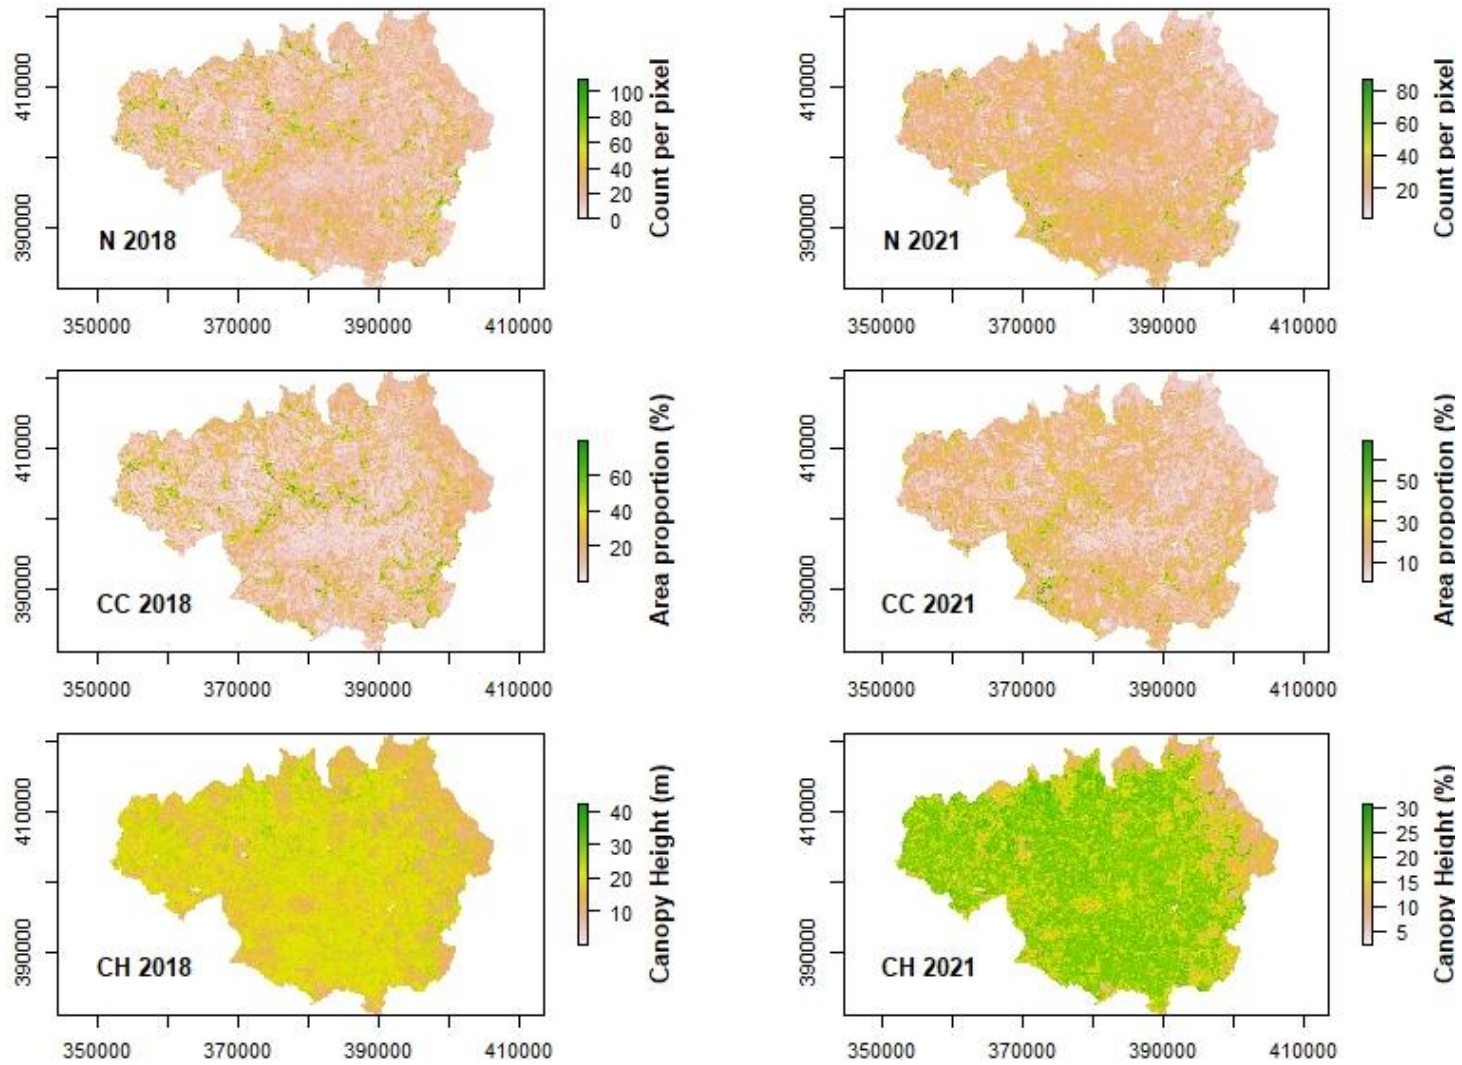 410000
390000
N 2018
350000 370000 390000 410000
100
80
60
40
20
0
Count per pixel
410000
390000
N 2021
350000 370000 390000 410000
80
60
40
20
Count per pixel
410000
390000
CC 2018
350000 370000 390000 410000
60
40
20
Area proportion (%)
410000
390000
CC 2021
350000 370000 390000 410000
50
30
10
Area proportion (%)
410000
390000
CH 2018
350000 370000 390000 410000
40
30
20
10
Canopy Height (m)
410000
390000
CH 2021
350000 370000 390000 410000
30
25
20
15
10
5
Canopy Height (%)